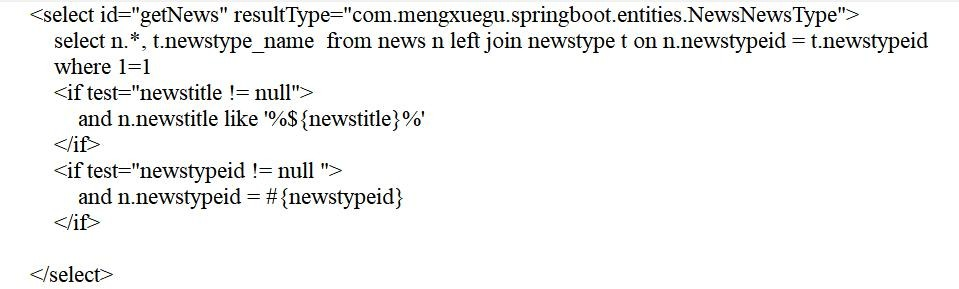 <select id="getNews" resultType="com.mengxuegu.springboot.entities.NewsNewsType">
select n.*, t.newstype_name from news n left join newstype t on n.newstypeid = t.newstypeid
where 1=1
<if test="newstitle != null">
and n.newstitle like '%${newstitle}%'
</if>
<if test="newstypeid != null ">
and n.newstypeid = #{newstypeid}
</if>
</select>